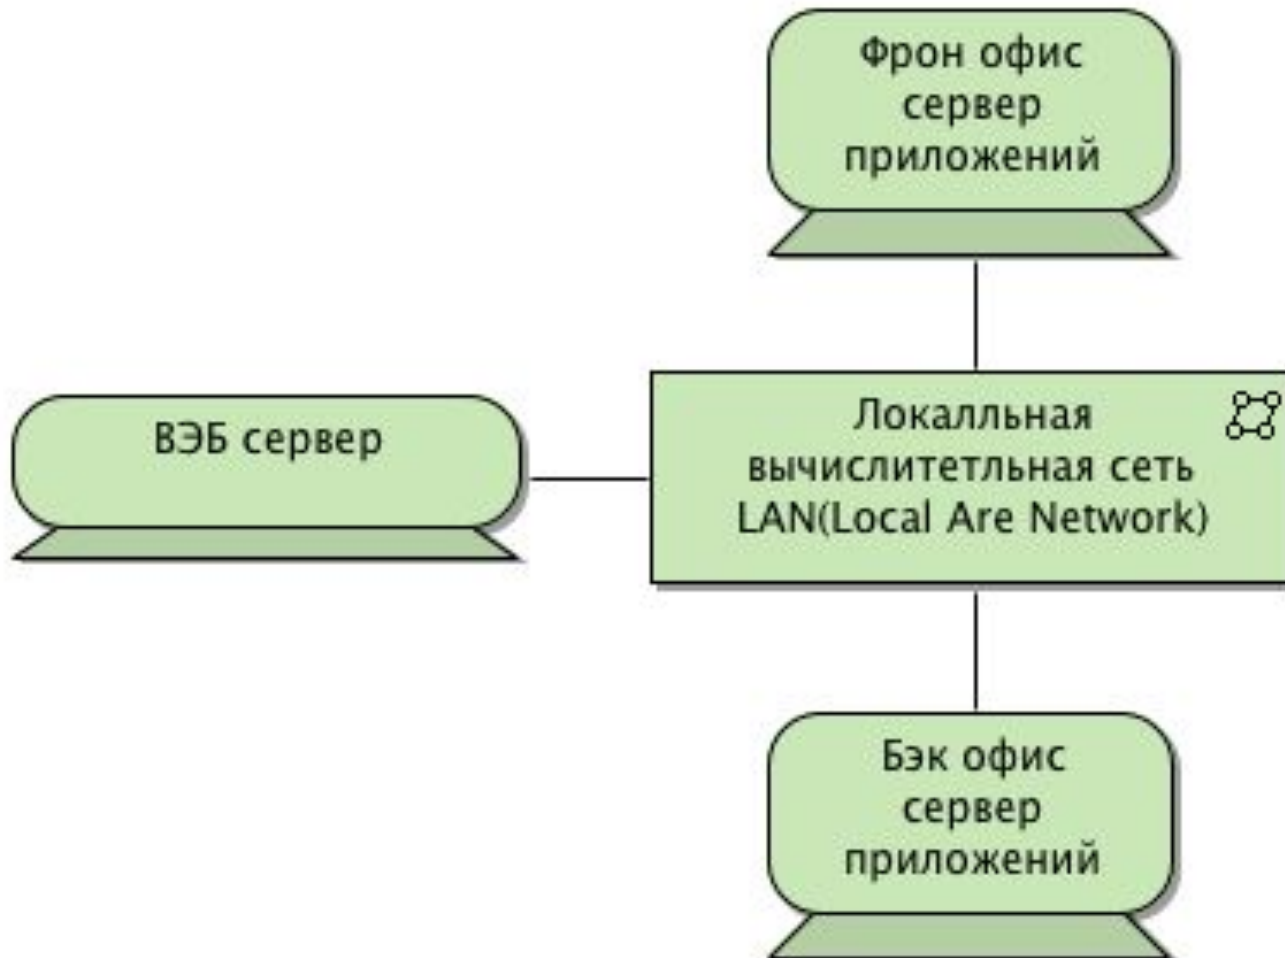 Фрон офис
сервер
приложений
ВЭБ сервер
Локалльная
вычислитетльная сеть
LAN(Local Are Network)
Бэк офис
сервер
приложений